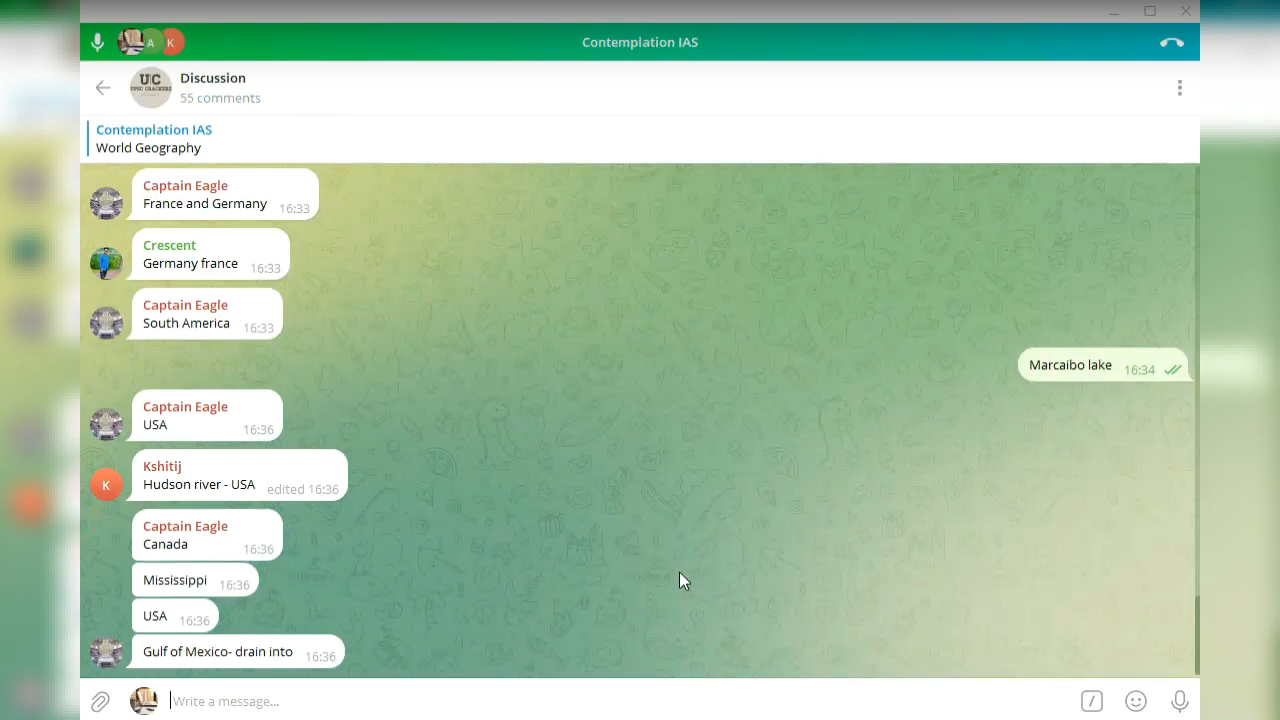 A K
Contemplation IAS
UC
UPSC CRACKERS
Discussion
55 comments
Contemplation IAS
World Geography
Captain Eagle
France and Germany 16:33
Crescent
Germany france 16:33
Captain Eagle
South America 16:33
Marcaibo lake 16:34
Captain Eagle
USA 16:36
K
Kshitij
Hudson river - USA edited 16:36
Captain Eagle
Canada 16:36
Mississippi 16:36
USA 16:36
Gulf of Mexico- drain into 16:36
Write a message...